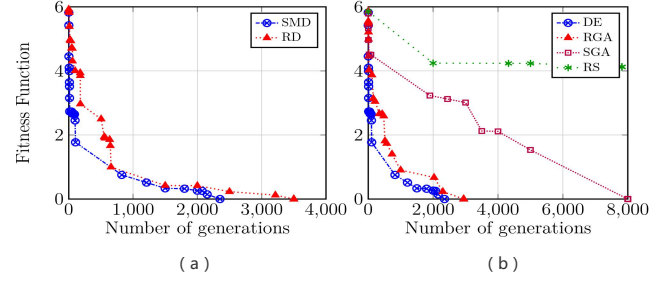 6
4
2
0
Fitness Function
0
1,000
2,000
3,000
4,000
Number of generations
SMD
RD
(a)
6
4
2
0
0
2,000
4,000
6,000
8,000
Number of generations
DE
RGA
SGA
RS
(b)